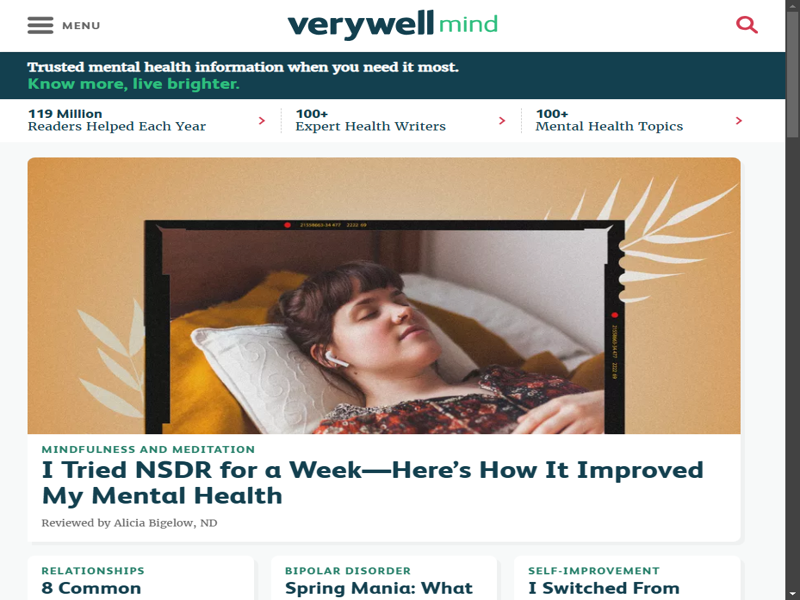 MENU
verywell mind
Trusted mental health information when you need it most.
Know more, live brighter.
119 Million
Readers Helped Each Year
100+
Expert Health Writers
100+
Mental Health Topics
MINDFULNESS AND MEDITATION
I Tried NSDR for a Week—Here's How It Improved
My Mental Health
Reviewed by Alicia Bigelow, ND
RELATIONSHIPS
8 Common
BIPOLAR DISORDER
Spring Mania: What
SELF-IMPROVEMENT
I Switched From